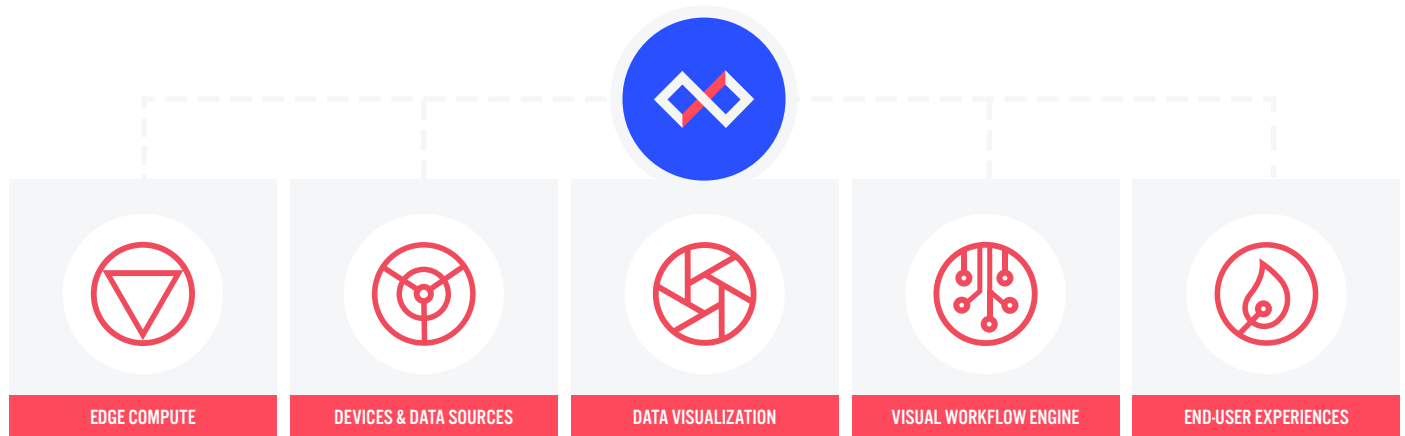 EDGE COMPUTE
DEVICES & DATA SOURCES
DATA VISUALIZATION
VISUAL WORKFLOW ENGINE
END-USER EXPERIENCES